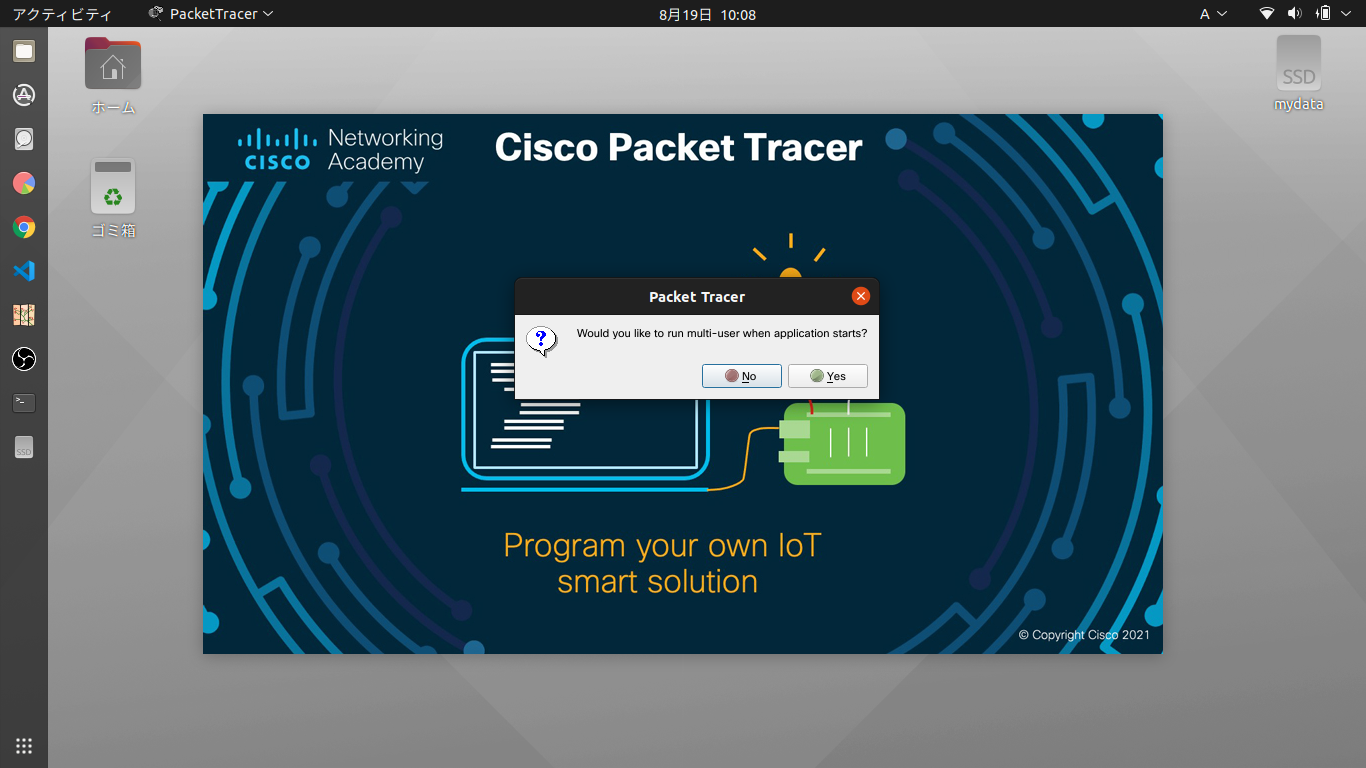 アクティビティ
PacketTracer
8月19日 10:08
A
ホーム
SSD
mydata
CISCO
Networking
Academy
Cisco Packet Tracer
ゴミ箱
Packet Tracer
?
Would you like to run multi-user when application starts?
No
Yes
SSD
Program your own IoT
smart solution
© Copyright Cisco 2021